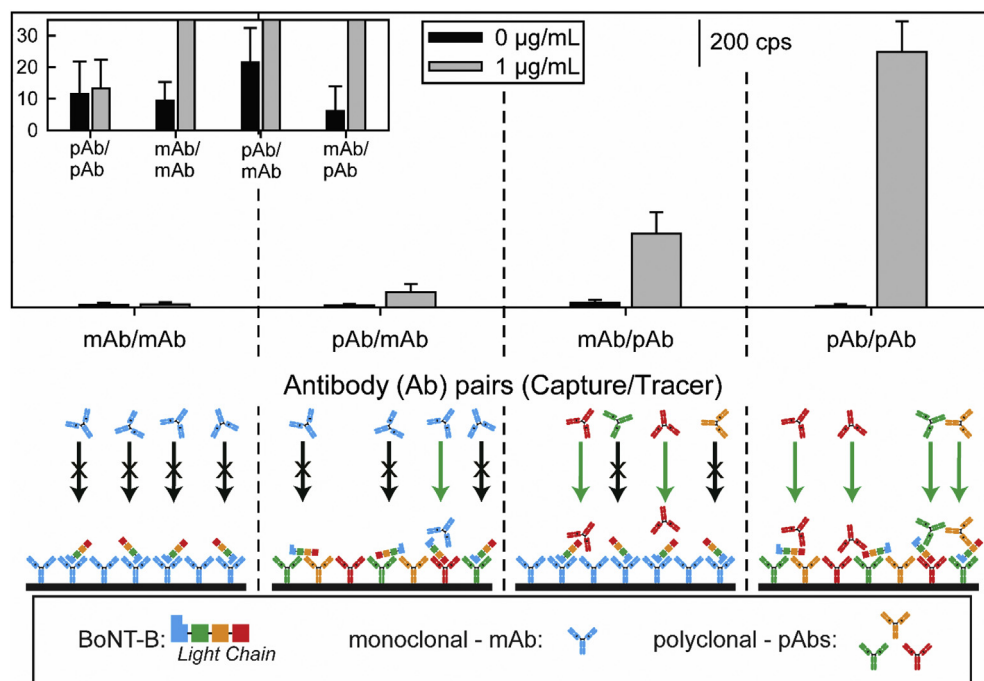 30
20
10
0
pAb/
pAb
mAb/
mAb
pAb/
mAb
mAb/
pAb
0 µg/mL
1 µg/mL
200 cps
mAb/mAb
pAb/mAb
mAb/pAb
pAb/pAb
Antibody (Ab) pairs (Capture/Tracer)
X X X X X X X X X
BoNT-B:
Light Chain
monoclonal - mAb:
polyclonal - pAbs: